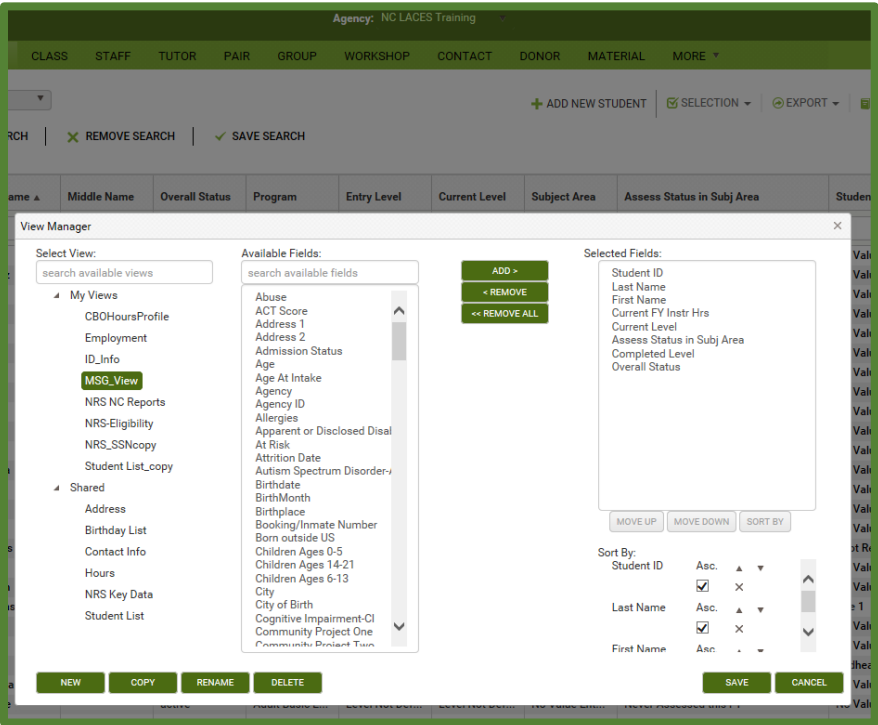 Agency: NC LACES Training
CLASS STAFF TUTOR PAIR GROUP WORKSHOP CONTACT DONOR MATERIAL MORE
ADD NEW STUDENT SELECTION EXPORT
RCH REMOVE SEARCH SAVE SEARCH
ame Middle Name Overall Status Program Entry Level Current Level Subject Area Assess Status in Subj Area Studen
View Manager
Select View:
search available views
My Views
CBOHoursProfile
Employment
ID_Info
MSG_View
NRS NC Reports
NRS-Eligibility
NRS_SSNcopy
Student List_copy
Shared
Address
Birthday List
Contact Info
Hours
NRS Key Data
Student List
Available Fields:
search available fields
Abuse
ACT Score
Address 1
Address 2
Admission Status
Age
Age At Intake
Agency
Agency ID
Allergies
Apparent or Disclosed Disal
At Risk
Attrition Date
Autism Spectrum Disorder-A
Birthdate
BirthMonth
Birthplace
Booking/Inmate Number
Born outside US
Children Ages 0-5
Children Ages 14-21
Children Ages 6-13
City
City of Birth
Cognitive Impairment-CI
Community Project One
Community Project Two
ADD >
< REMOVE
<< REMOVE ALL
Selected Fields:
Student ID
Last Name
First Name
Current FY Instr Hrs
Current Level
Assess Status in Subj Area
Completed Level
Overall Status
MOVE UP MOVE DOWN SORT BY
Sort By:
Student ID Asc.
Last Name Asc.
First Name Asc.
NEW COPY RENAME DELETE SAVE CANCEL